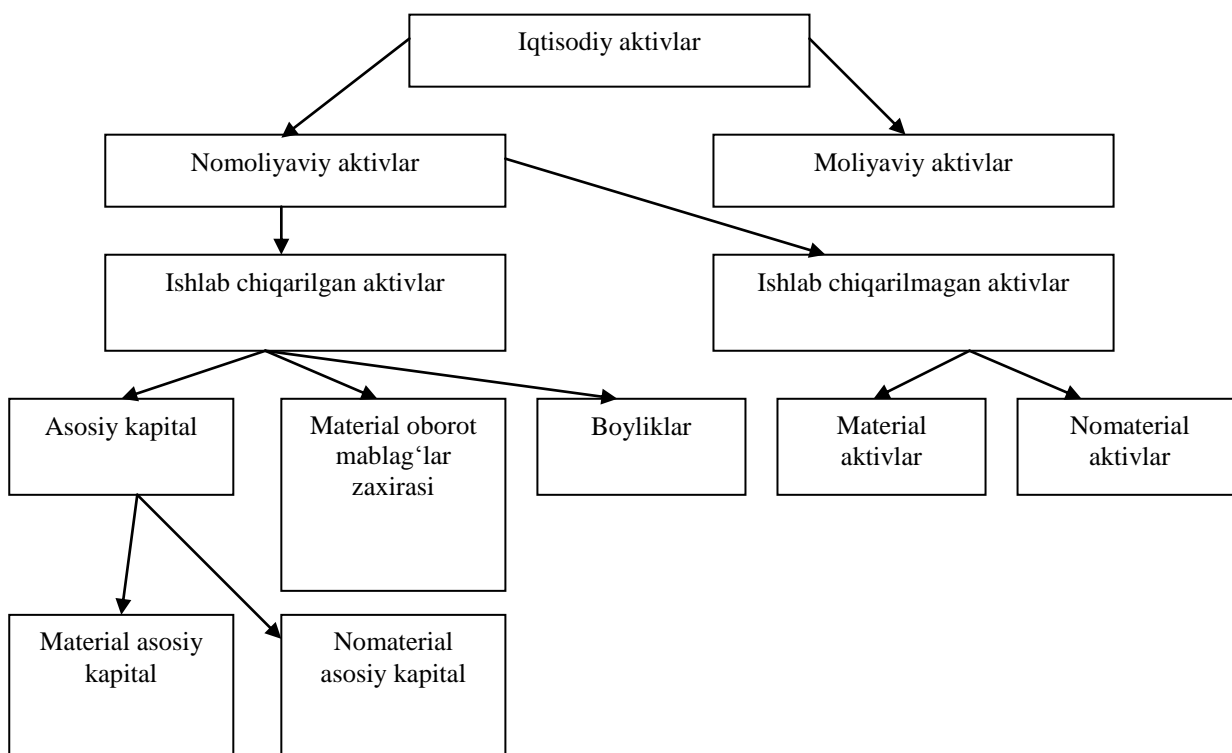 Iqtisodiy aktivlar
Nomoliyaviy aktivlar
Moliyaviy aktivlar
Ishlab chiqarilgan aktivlar
Ishlab chiqarilmagan aktivlar
Asosiy kapital
Material oborot
mablag‘lar
zaxirasi
Boyliklar
Material
aktivlar
Nomaterial
aktivlar
Material asosiy
kapital
Nomaterial
asosiy kapital